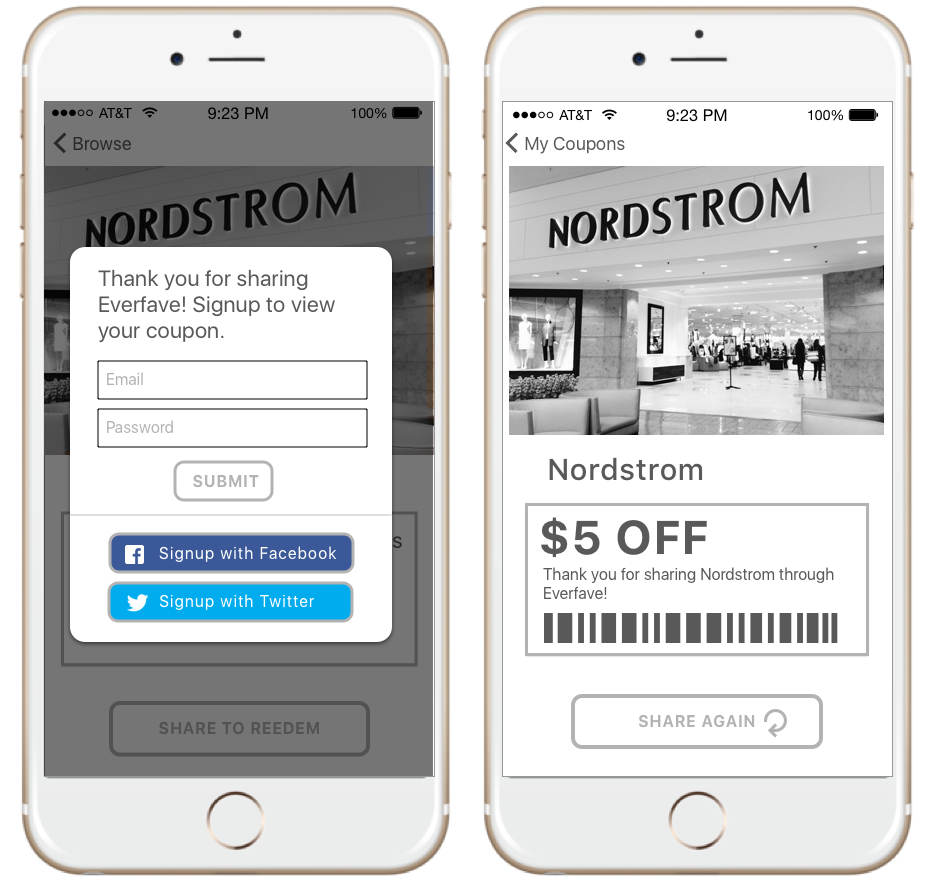 AT&T 9:23 PM 100%
Browse
NORDSTROM
Thank you for sharing
Everfave! Signup to view
your coupon.
Email
Password
SUBMIT
s
Signup with Facebook
Signup with Twitter
SHARE TO REEDEM
AT&T 9:23 PM 100%
My Coupons
NORDSTROM
Nordstrom
$5 OFF
Thank you for sharing Nordstrom through
Everfave!
SHARE AGAIN